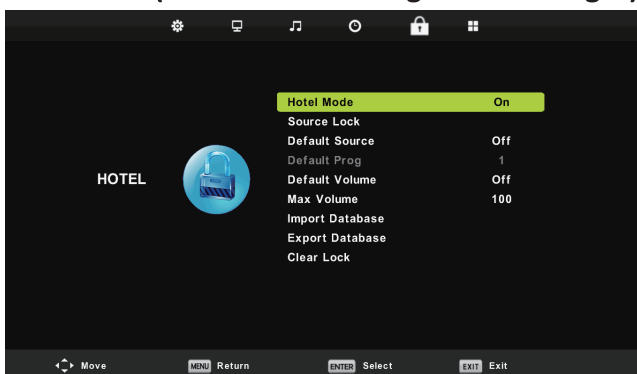 Hotel Mode On
Source Lock
Default Source Off
Default Prog 1
HOTEL
Default Volume Off
Max Volume 100
Import Database
Export Database
Clear Lock
Move MENU Return ENTER Select EXIT Exit